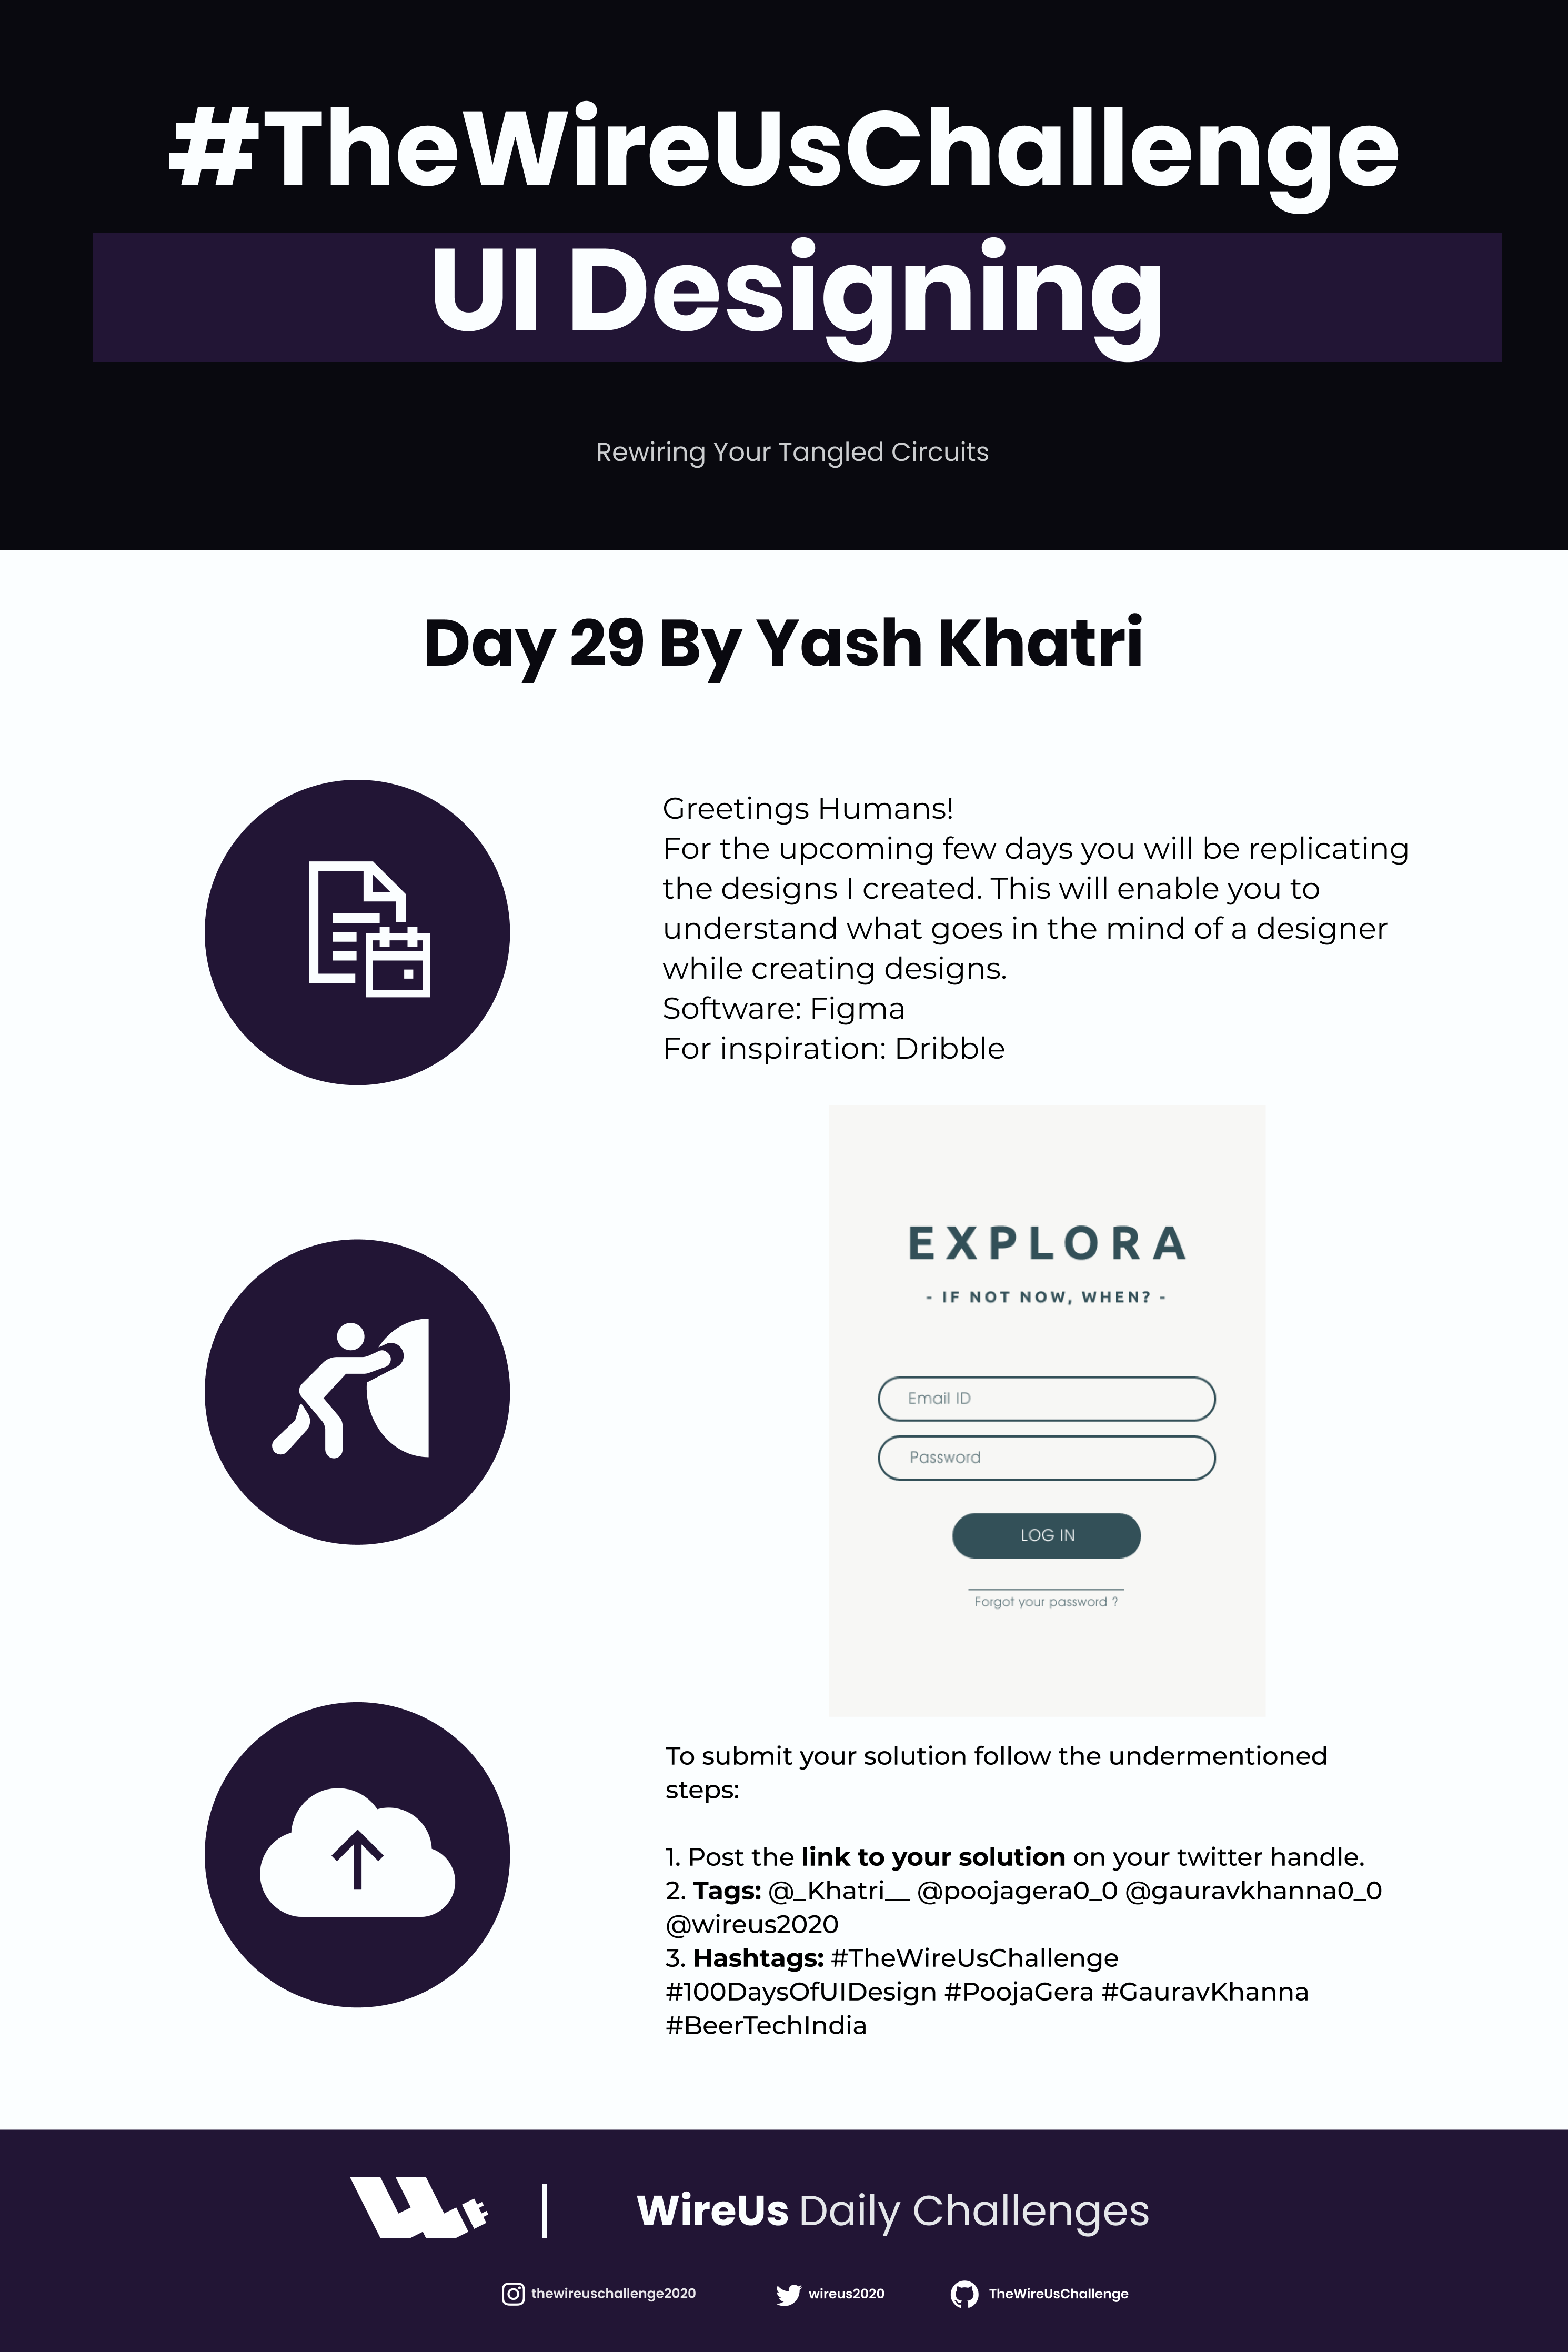 #TheWireUsChallenge
UI Designing
Rewiring Your Tangled Circuits
Day 29 By Yash Khatri
Greetings Humans!
For the upcoming few days you will be replicating
the designs I created. This will enable you to
understand what goes in the mind of a designer
while creating designs.
Software: Figma
For inspiration: Dribble
EXPLORA
- IF NOT NOW, WHEN? -
Email ID
Password
LOG IN
Forgot your password ?
To submit your solution follow the undermentioned
steps:
1. Post the link to your solution on your twitter handle.
2. Tags: @_Khatri__ @poojagera0_0 @gauravkhanna0_0
@wireus2020
3. Hashtags: #TheWireUsChallenge
#100DaysOfUIDesign #PoojaGera #GauravKhanna
#BeerTechIndia
WireUs Daily Challenges
thewireuschallenge2020 wireus2020 TheWireUsChallenge